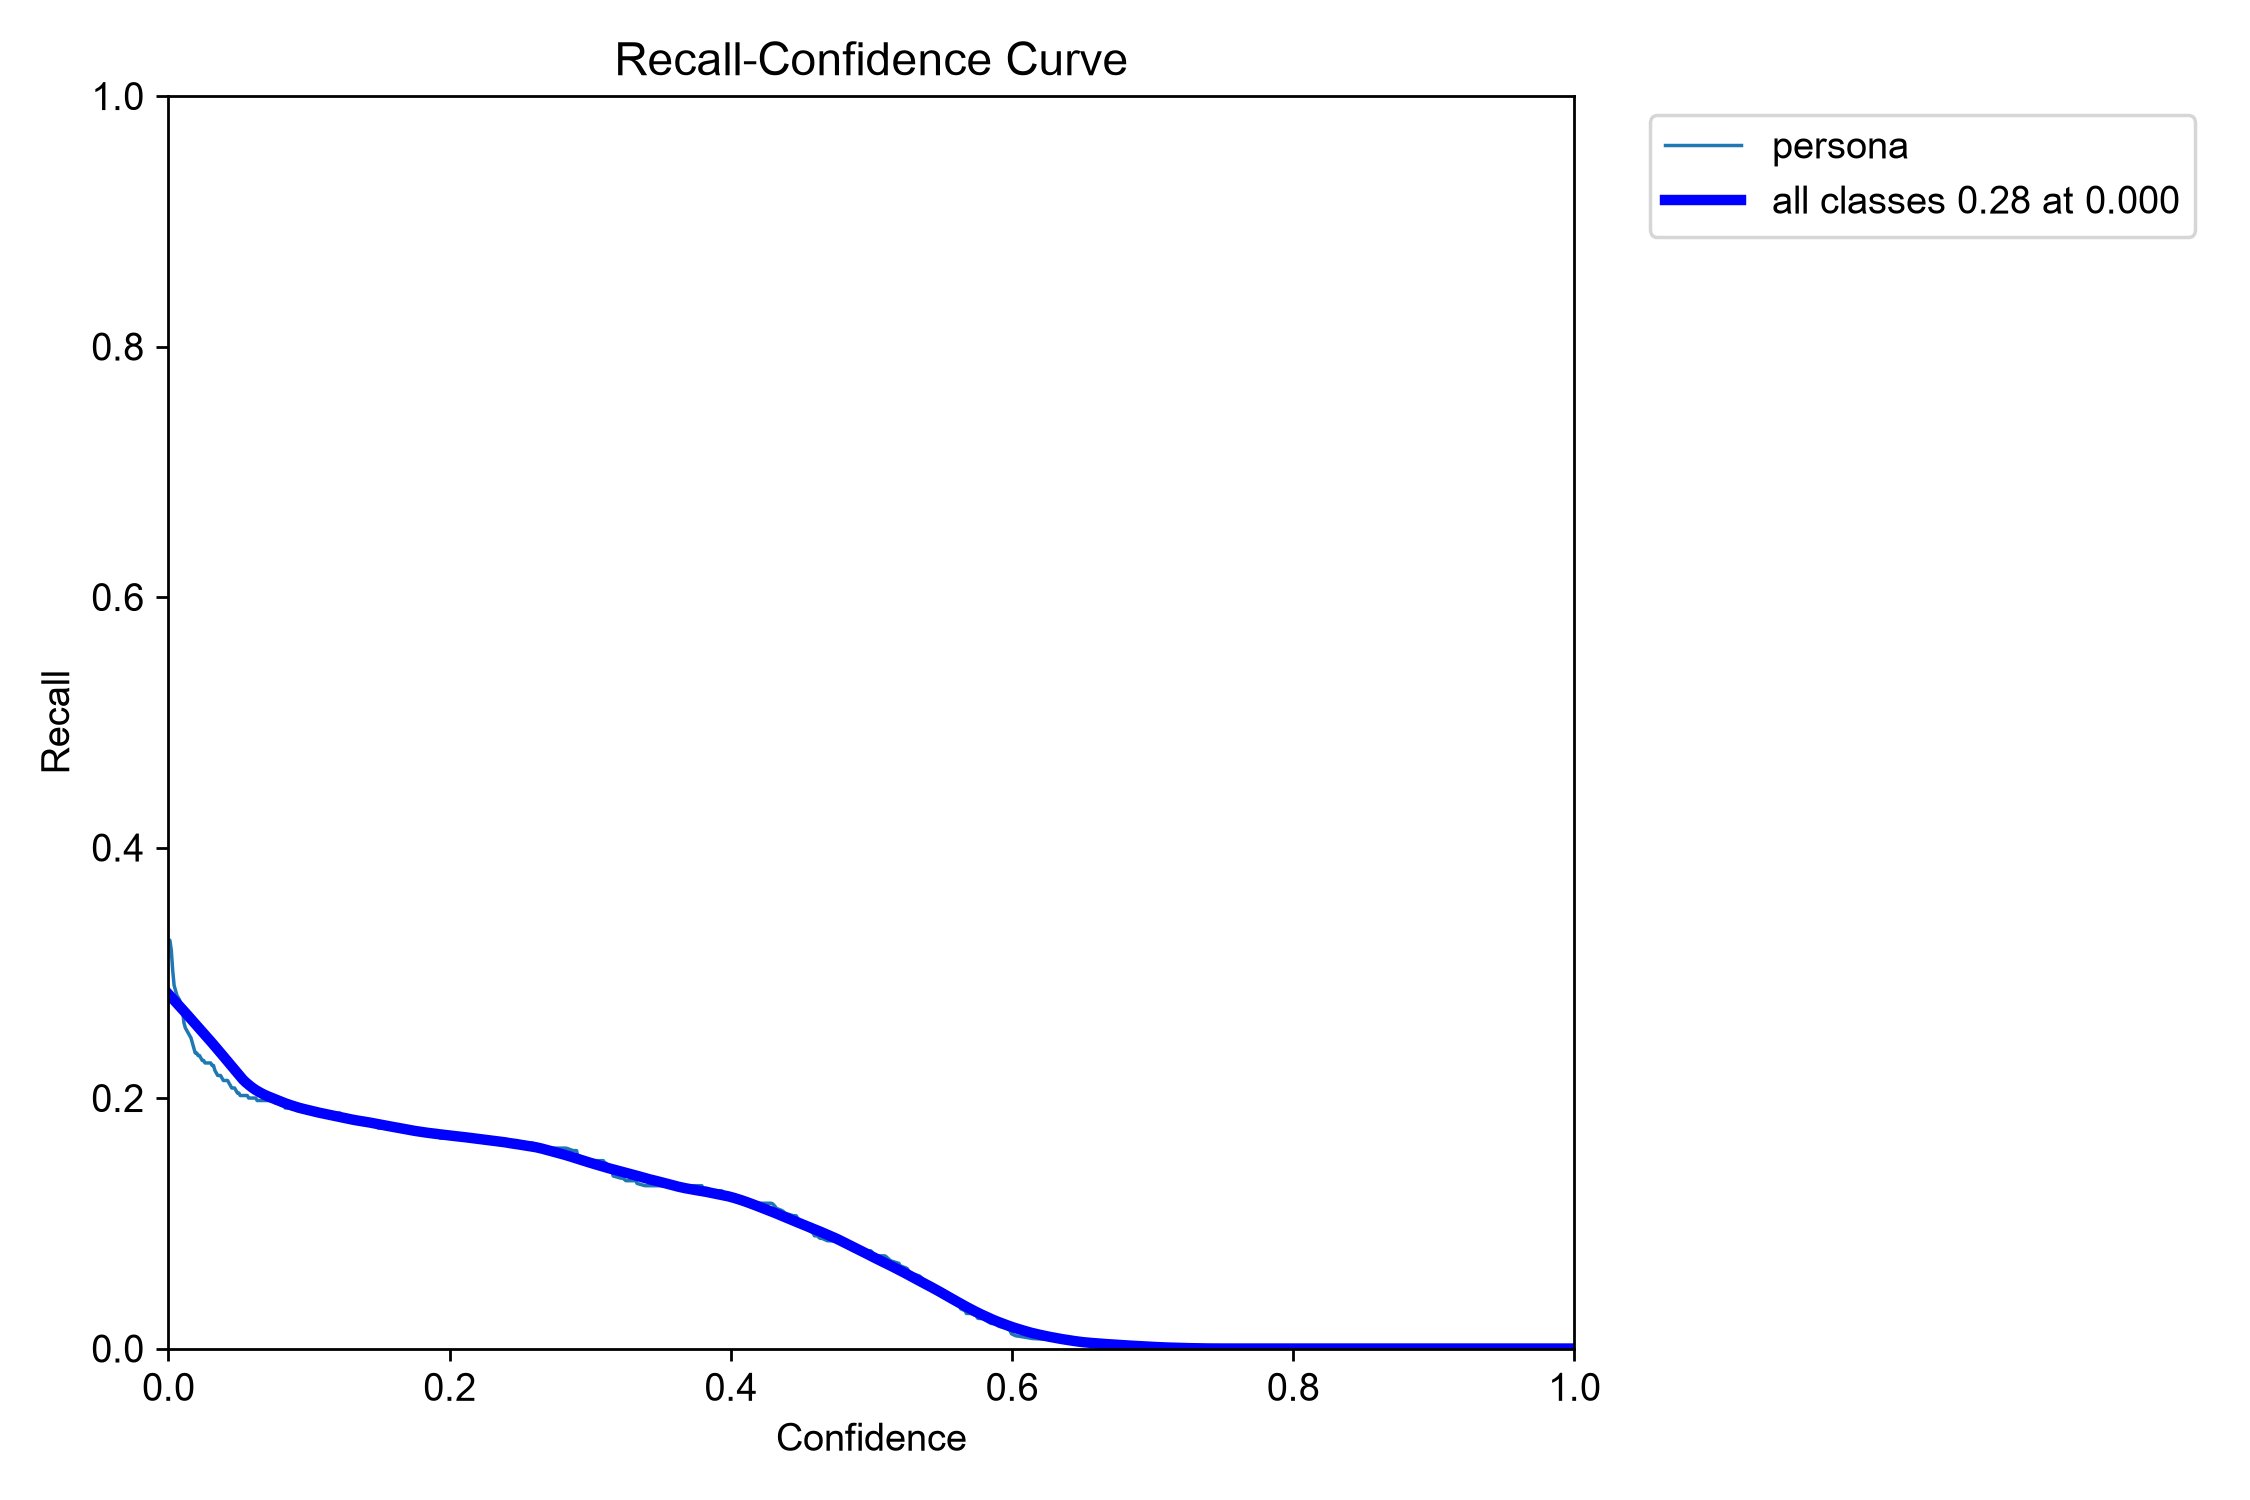 Recall-Confidence Curve
1.0
0.8
0.6
0.4
0.2
0.0
Recall
0.0 0.2 0.4 0.6 0.8 1.0
Confidence
persona
all classes 0.28 at 0.000